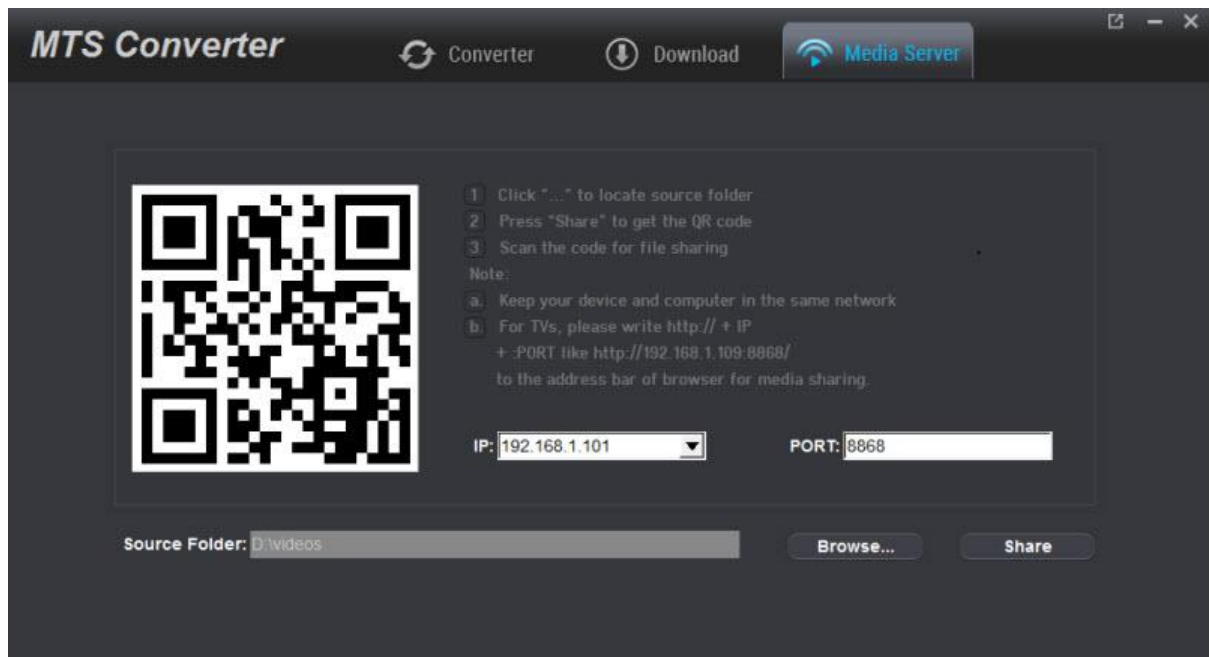 MTS Converter
Converter
Download
Media Server
1 Click "..." to locate source folder
2 Press "Share" to get the QR code
3 Scan the code for file sharing
Note:
a. Keep your device and computer in the same network
b. For TVs, please write http:// + IP
+ :PORT like http://192.168.1.109:8868/
to the address bar of browser for media sharing.
IP: 192.168.1.101
PORT: 8868
Source Folder: D:\videos
Browse...
Share